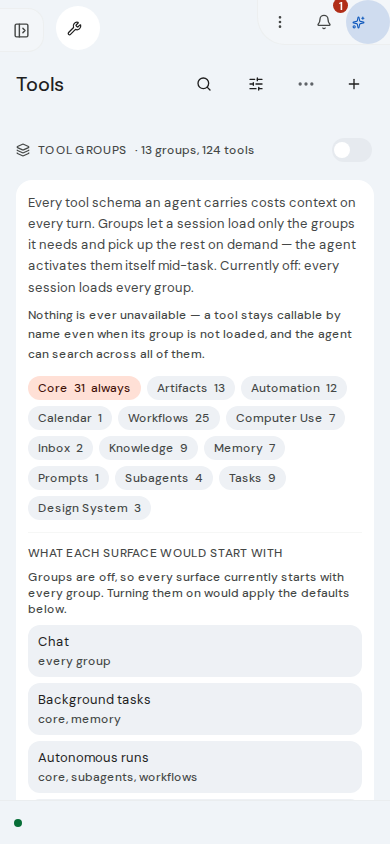 1
Tools
TOOL GROUPS · 13 groups, 124 tools
Every tool schema an agent carries costs context on
every turn. Groups let a session load only the groups
it needs and pick up the rest on demand — the agent
activates them itself mid-task. Currently off: every
session loads every group.
Nothing is ever unavailable — a tool stays callable by
name even when its group is not loaded, and the agent
can search across all of them.
Core 31 always Artifacts 13 Automation 12
Calendar 1 Workflows 25 Computer Use 7
Inbox 2 Knowledge 9 Memory 7
Prompts 1 Subagents 4 Tasks 9
Design System 3
WHAT EACH SURFACE WOULD START WITH
Groups are off, so every surface currently starts with
every group. Turning them on would apply the defaults
below.
Chat
every group
Background tasks
core, memory
Autonomous runs
core, subagents, workflows